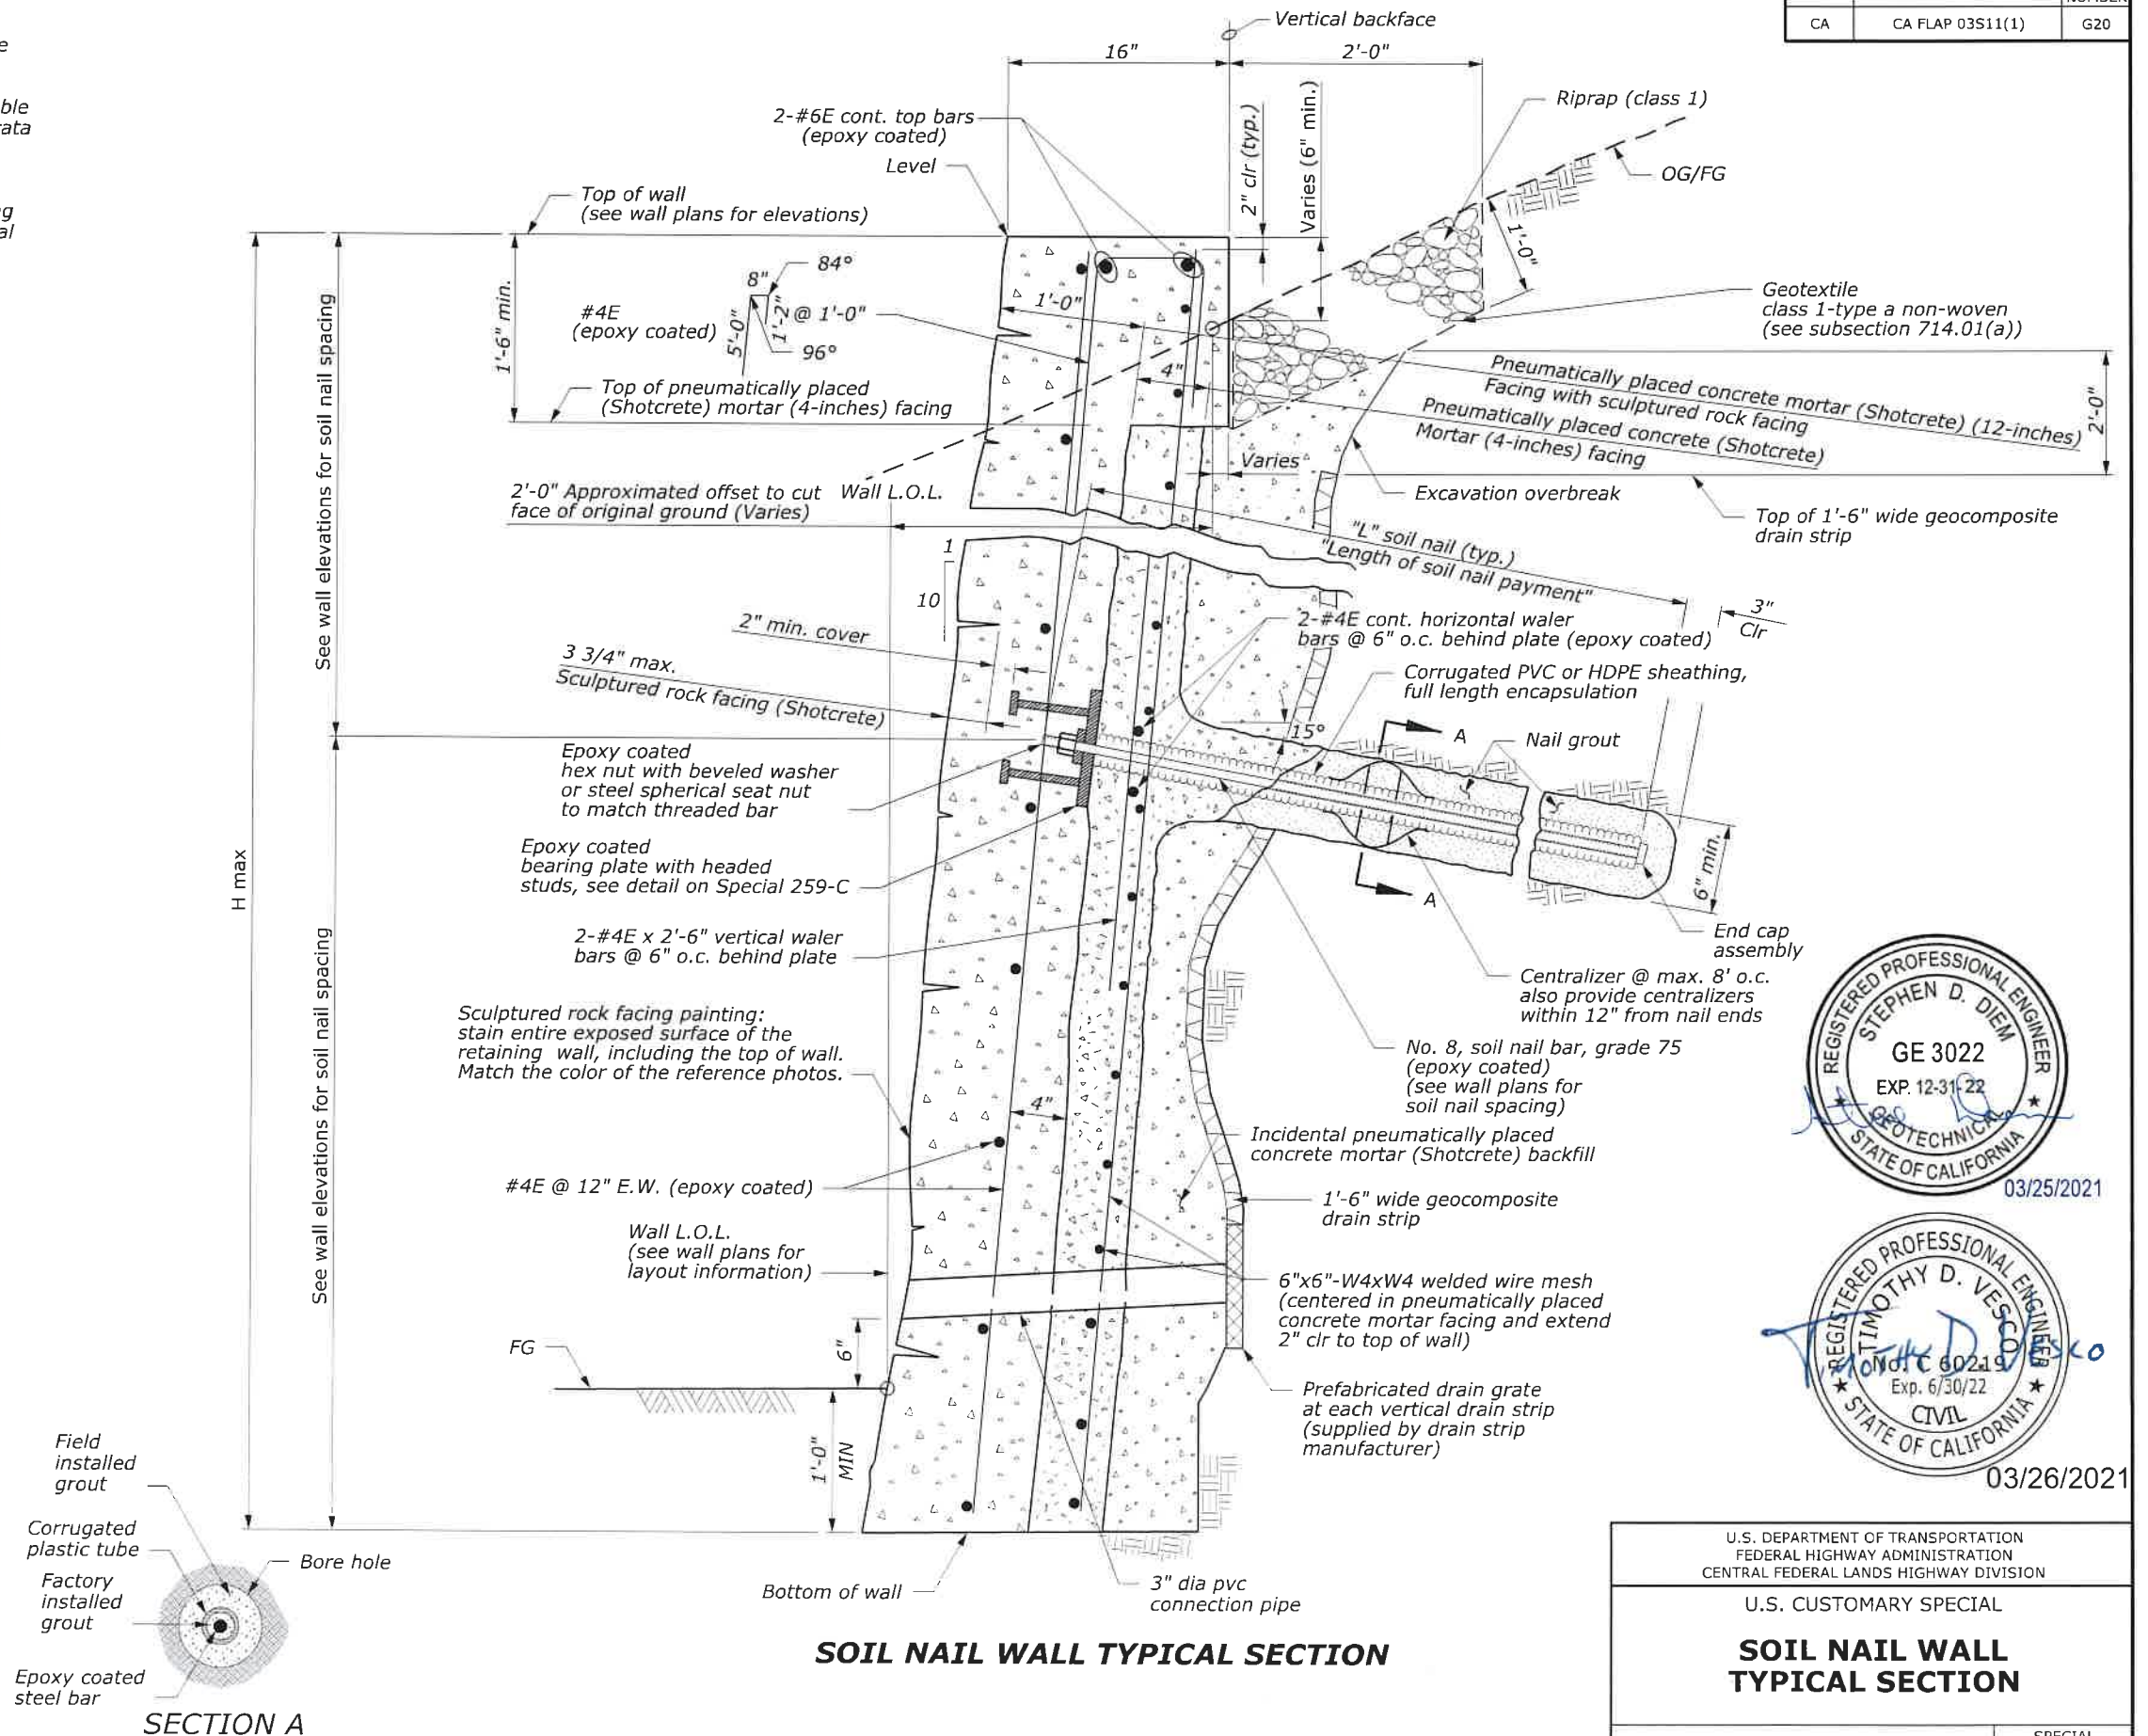 NUMBER
CA
CA FLAP 03S11(1)
G20
Vertical backface
16"
2'-0"
2-#6E cont. top bars
(epoxy coated)
Level
2" clr (typ.)
Varies (6" min.)
Riprap (class 1)
OG/FG
Top of wall
(see wall plans for elevations)
1'-6" min.
8"
84°
#4E
(epoxy coated)
5'-0"
1'-2"
@ 1'-0"
96°
1'-0"
1'-0"
Geotextile
class 1-type a non-woven
(see subsection 714.01(a))
Top of pneumatically placed
(Shotcrete) mortar (4-inches) facing
4"
Pneumatically placed concrete mortar (Shotcrete) (12-inches)
Facing with sculptured rock facing
Pneumatically placed concrete (Shotcrete)
Mortar (4-inches) facing
2'-0"
Varies
2'-0" Approximated offset to cut
face of original ground (Varies)
Wall L.O.L.
Excavation overbreak
Top of 1'-6" wide geocomposite
drain strip
"L" soil nail (typ.)
"Length of soil nail payment"
3"
Clr
1
10
2" min. cover
3 3/4" max.
Sculptured rock facing (Shotcrete)
2-#4E cont. horizontal waler
bars @ 6" o.c. behind plate (epoxy coated)
Corrugated PVC or HDPE sheathing,
full length encapsulation
15°
A
Nail grout
Epoxy coated
hex nut with beveled washer
or steel spherical seat nut
to match threaded bar
Epoxy coated
bearing plate with headed
studs, see detail on Special 259-C
A
6" min.
End cap
assembly
2-#4E x 2'-6" vertical waler
bars @ 6" o.c. behind plate
Centralizer @ max. 8' o.c.
also provide centralizers
within 12" from nail ends
Sculptured rock facing painting:
stain entire exposed surface of the
retaining wall, including the top of wall.
Match the color of the reference photos.
No. 8, soil nail bar, grade 75
(epoxy coated)
(see wall plans for
soil nail spacing)
4"
Incidental pneumatically placed
concrete mortar (Shotcrete) backfill
#4E @ 12" E.W. (epoxy coated)
1'-6" wide geocomposite
drain strip
Wall L.O.L.
(see wall plans for
layout information)
6"x6"-W4xW4 welded wire mesh
(centered in pneumatically placed
concrete mortar facing and extend
2" clr to top of wall)
6"
FG
Prefabricated drain grate
at each vertical drain strip
(supplied by drain strip
manufacturer)
1'-0"
MIN
Bottom of wall
3" dia pvc
connection pipe
See wall elevations for soil nail spacing
See wall elevations for soil nail spacing
H max
SOIL NAIL WALL TYPICAL SECTION
Field
installed
grout
Corrugated
plastic tube
Bore hole
Factory
installed
grout
Epoxy coated
steel bar
SECTION A
REGISTERED PROFESSIONAL ENGINEER
STEPHEN D. DIEM
GE 3022
EXP. 12-31-22
GEOTECHNICAL
STATE OF CALIFORNIA
03/25/2021
REGISTERED PROFESSIONAL ENGINEER
TIMOTHY D. VESCO
No. C 60219
Exp. 6/30/22
CIVIL
STATE OF CALIFORNIA
Timothy D Vesco
03/26/2021
U.S. DEPARTMENT OF TRANSPORTATION
FEDERAL HIGHWAY ADMINISTRATION
CENTRAL FEDERAL LANDS HIGHWAY DIVISION
U.S. CUSTOMARY SPECIAL
SOIL NAIL WALL
TYPICAL SECTION
SPECIAL